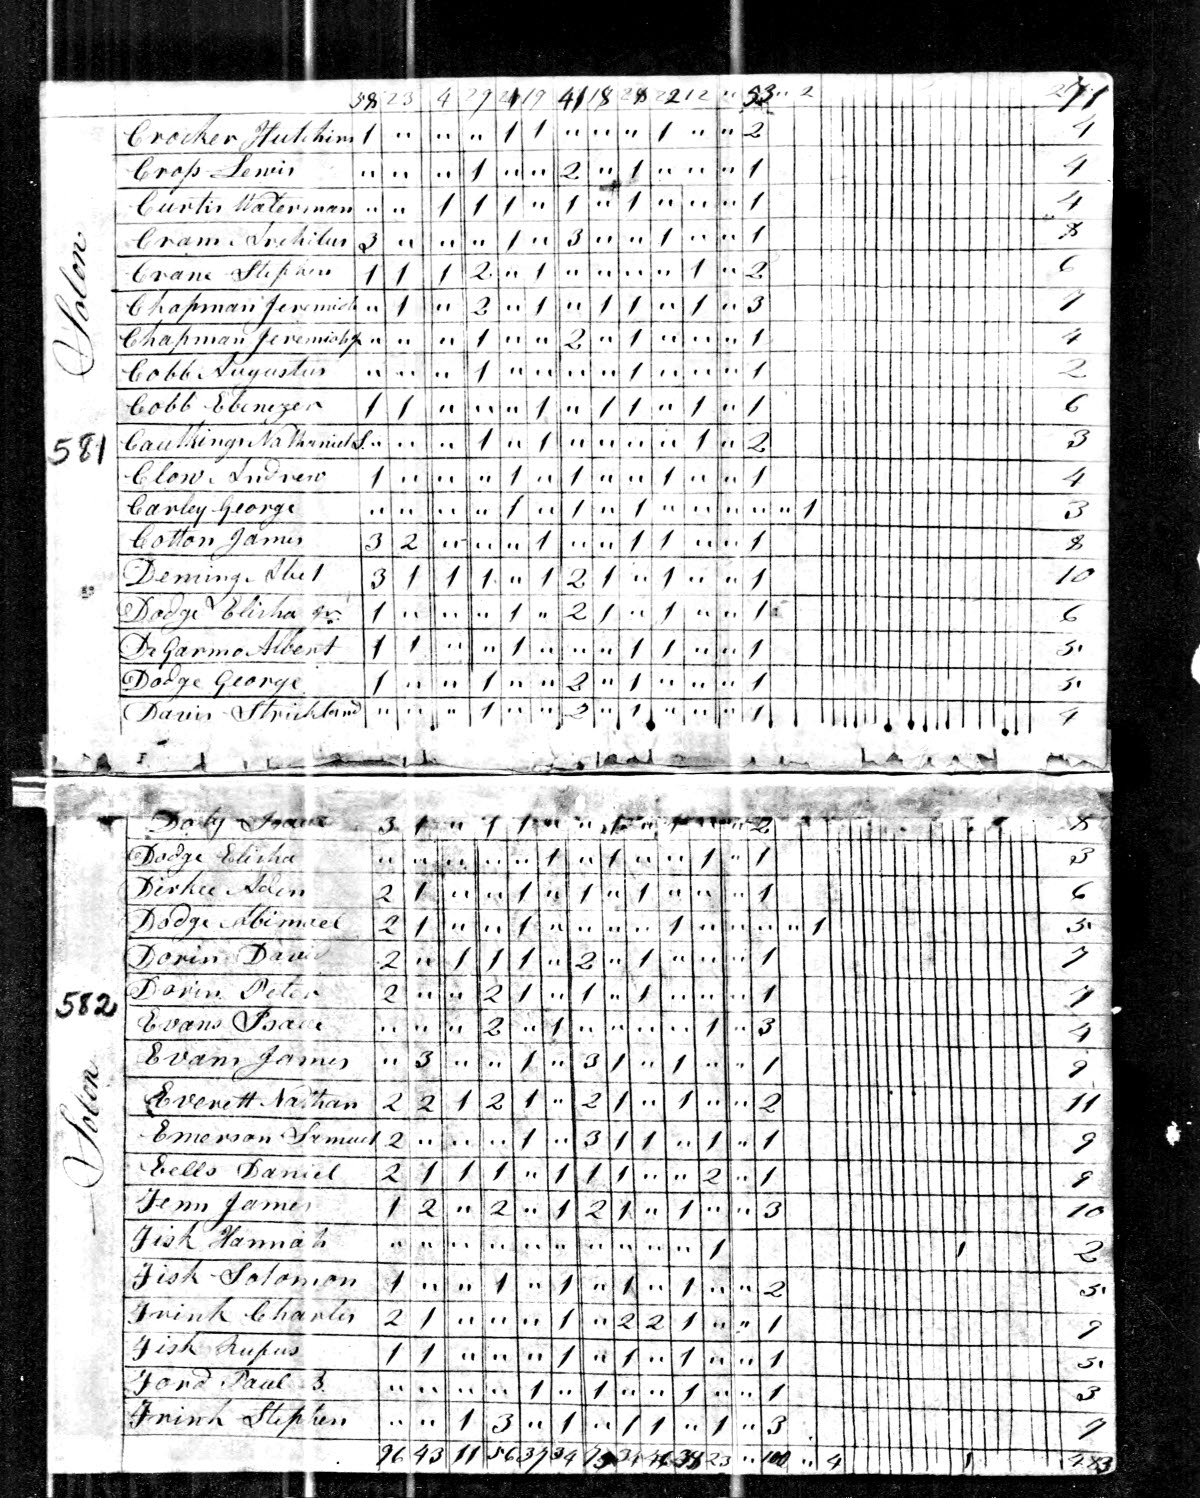 58 23 4 29 21 19 41 18 28 22 12 " 53 " 2
Crocker Hutchins 1 " " " 1 1 " " " 1 " " 2 4
Cross Lewis " " " 1 " " 2 " 1 " " " 1 4
Curtis Waterman " " 1 1 1 " 1 " 1 " " " 1 4
Cram Architus 3 " " " 1 " 3 " " 1 " " 1 8
Crane Stephen 1 1 1 2 " 1 " " " " 1 " 2 6
Chapman Jeremiah " 1 " 2 " 1 " 1 1 " 1 " 3 7
Chapman Jeremiah Jr " " " 1 " " 2 " 1 " " " 1 4
Cobb Augustus " " " 1 " " " " 1 " " " 1 2
Cobb Ebenezer 1 1 " " " 1 " 1 1 " 1 " 1 6
581
Solon
Caulkings Nathaniel S. " " " 1 " 1 " " " " 1 " 2 3
Clow Andrew 1 " " " 1 " 1 " " 1 " " 1 4
Carley George " " " " 1 " 1 " 1 " " " " " 1 3
Cotton James 3 2 " " " 1 " " 1 1 " " 1 8
Deming Abel 3 1 1 1 " 1 2 1 " 1 " " 1 10
Dodge Elisha Jr. 1 " " " 1 " 2 1 " 1 " " 1 6
DeGarmo Albert 1 1 " " 1 " " " 1 1 " " 1 5
Dodge George 1 " " 1 " " 2 " 1 " " " 1 5
Davis Strickland " " " 1 " " 2 " 1 " " " 1 4
Doty Isaac 3 1 " 1 1 " " 1 " 1 " " 2 8
Dodge Elisha " " " " " 1 " 1 " " 1 " 1 3
Dirkee Aden 2 1 " " 1 " 1 " 1 " " " 1 6
Dodge Abimael 2 1 " " 1 " " " " 1 " " " " 1 5
Dorin David 2 " 1 1 1 " 2 " 1 " " " 1 7
Dorin Peter 2 " " 2 1 " 1 " 1 " " " 1 7
582
Solon
Evans Isaac " " " 2 " 1 " " " " 1 " 3 4
Evans James " 3 " " 1 " 3 1 " 1 " " 1 9
Everett Nathan 2 2 1 2 1 " 2 1 " 1 " " 2 11
Emerson Samuel 2 " " " 1 " 3 1 1 " 1 " 1 9
Eells Daniel 2 1 1 1 " 1 1 1 " " 2 " 1 9
Fenn James 1 2 " 2 " 1 2 1 " 1 " " 3 10
Fisk Hannah " " " " " " " " " " 1 1 2
Fisk Solomon 1 " " 1 " 1 " 1 " 1 " " 2 5
Frink Charles 2 1 " " " 1 " 2 2 1 " " 1 9
Fisk Rufus 1 1 " " " 1 " 1 " 1 " " 1 5
Ford Paul B. " " " " 1 " 1 " " 1 " " 1 3
Frink Stephen " " 1 3 " 1 " 1 1 " 1 " 3 7
96 43 11 56 37 34 75 34 46 38 23 " 100 " 4 1 483